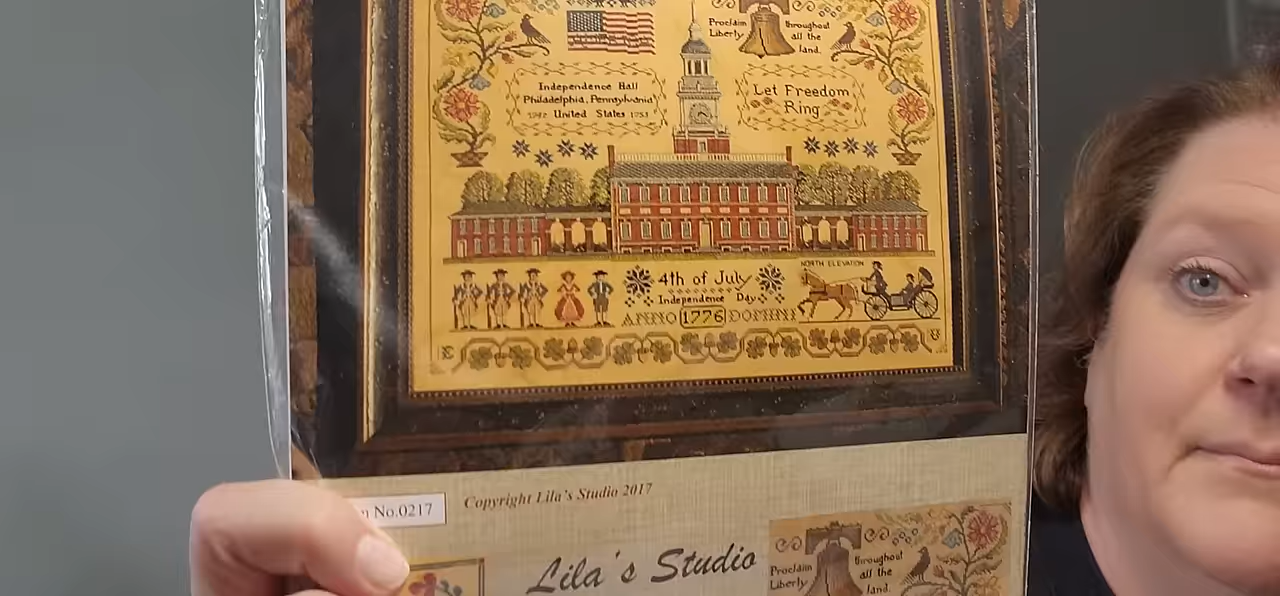 Proclaim throughout
Liberty all the
land.
Independence Hall
Philadelphia, Pennsylvania
United States 1753
Let Freedom
Ring
NORTH ELEVATION
4th of July
Independence Day
ANNO 1776 DOMINI
No.0217
Copyright Lila's Studio 2017
Lila's Studio
Proclaim throughout
Liberty all the
land.